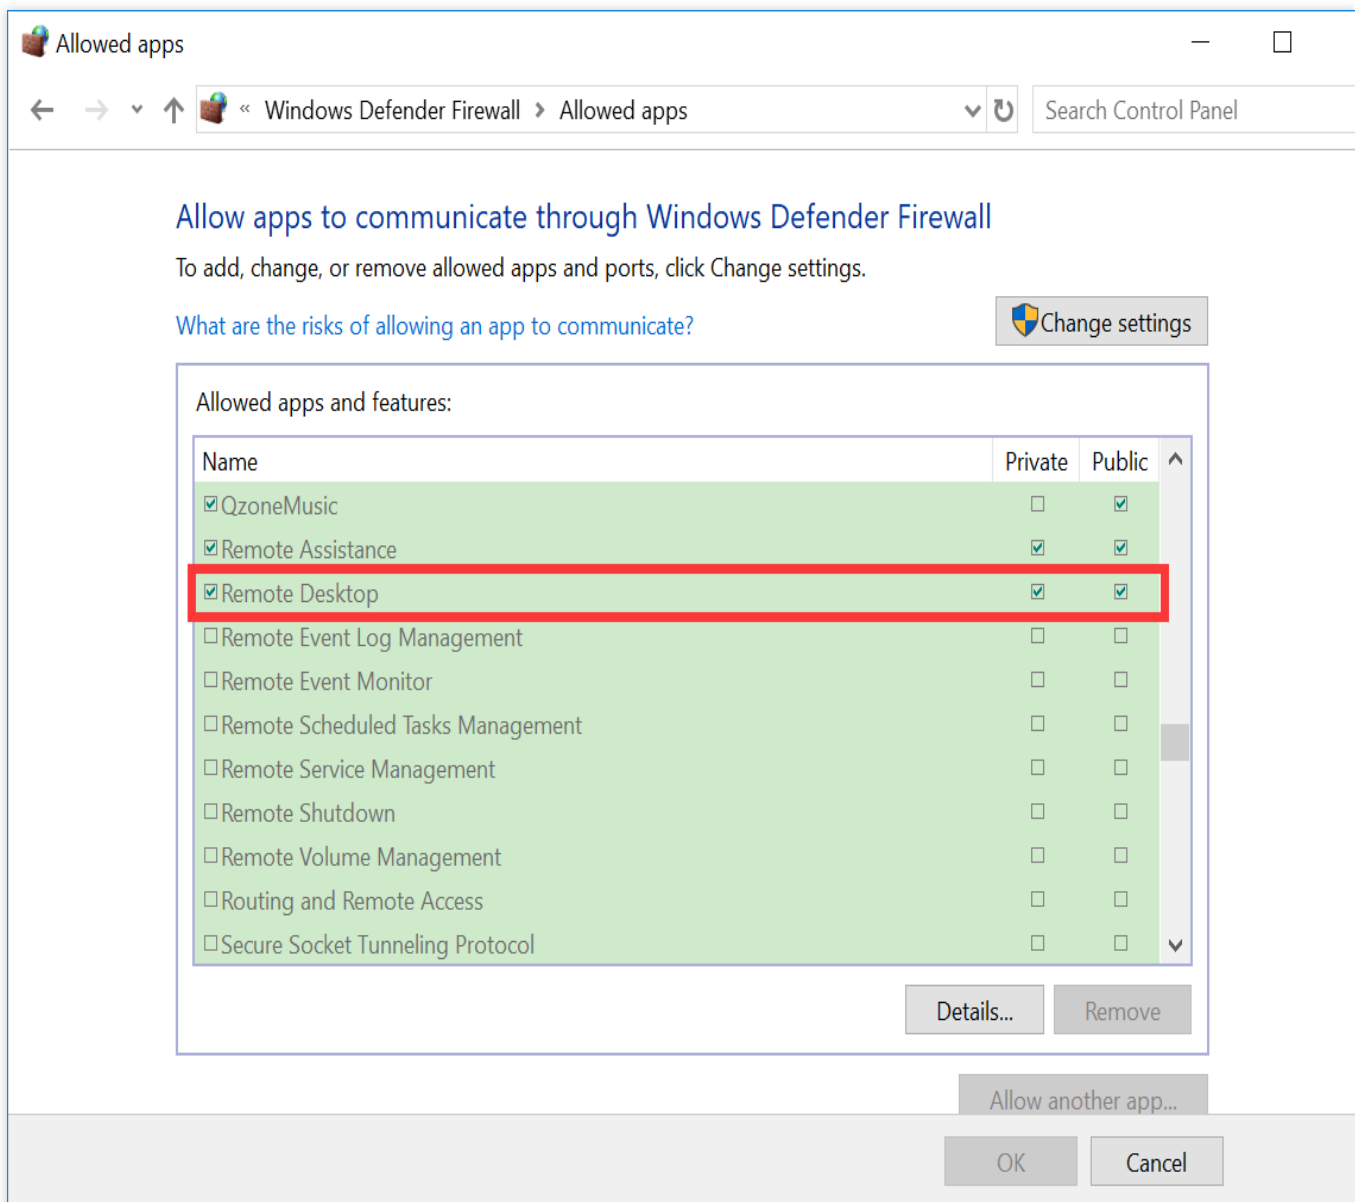 Allowed apps
« Windows Defender Firewall > Allowed apps
Search Control Panel
Allow apps to communicate through Windows Defender Firewall
To add, change, or remove allowed apps and ports, click Change settings.
What are the risks of allowing an app to communicate?
Change settings
Allowed apps and features:
Name Private Public
QzoneMusic
Remote Assistance
Remote Desktop
Remote Event Log Management
Remote Event Monitor
Remote Scheduled Tasks Management
Remote Service Management
Remote Shutdown
Remote Volume Management
Routing and Remote Access
Secure Socket Tunneling Protocol
Details... Remove
Allow another app...
OK Cancel